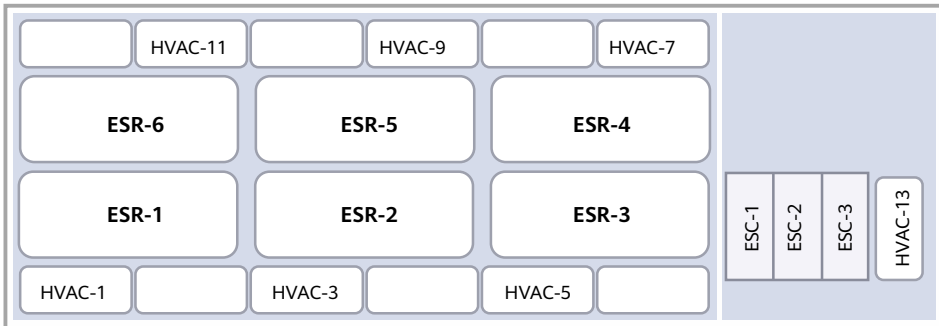 HVAC-11
HVAC-9
HVAC-7
ESR-6
ESR-5
ESR-4
ESR-1
ESR-2
ESR-3
HVAC-1
HVAC-3
HVAC-5
ESC-1
ESC-2
ESC-3
HVAC-13